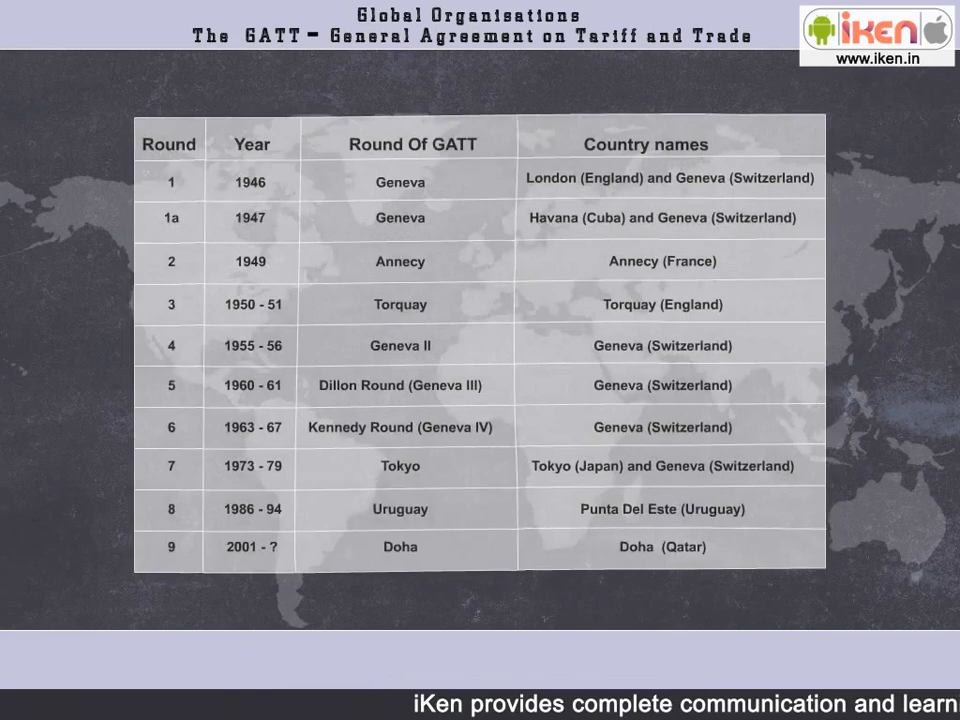 Global Organisations
The GATT - General Agreement on Tariff and Trade
iKEN
www.iken.in
Round Year Round Of GATT Country names
1 1946 Geneva London (England) and Geneva (Switzerland)
1a 1947 Geneva Havana (Cuba) and Geneva (Switzerland)
2 1949 Annecy Annecy (France)
3 1950 - 51 Torquay Torquay (England)
4 1955 - 56 Geneva II Geneva (Switzerland)
5 1960 - 61 Dillon Round (Geneva III) Geneva (Switzerland)
6 1963 - 67 Kennedy Round (Geneva IV) Geneva (Switzerland)
7 1973 - 79 Tokyo Tokyo (Japan) and Geneva (Switzerland)
8 1986 - 94 Uruguay Punta Del Este (Uruguay)
9 2001 - ? Doha Doha (Qatar)
iKen provides complete communication and learn